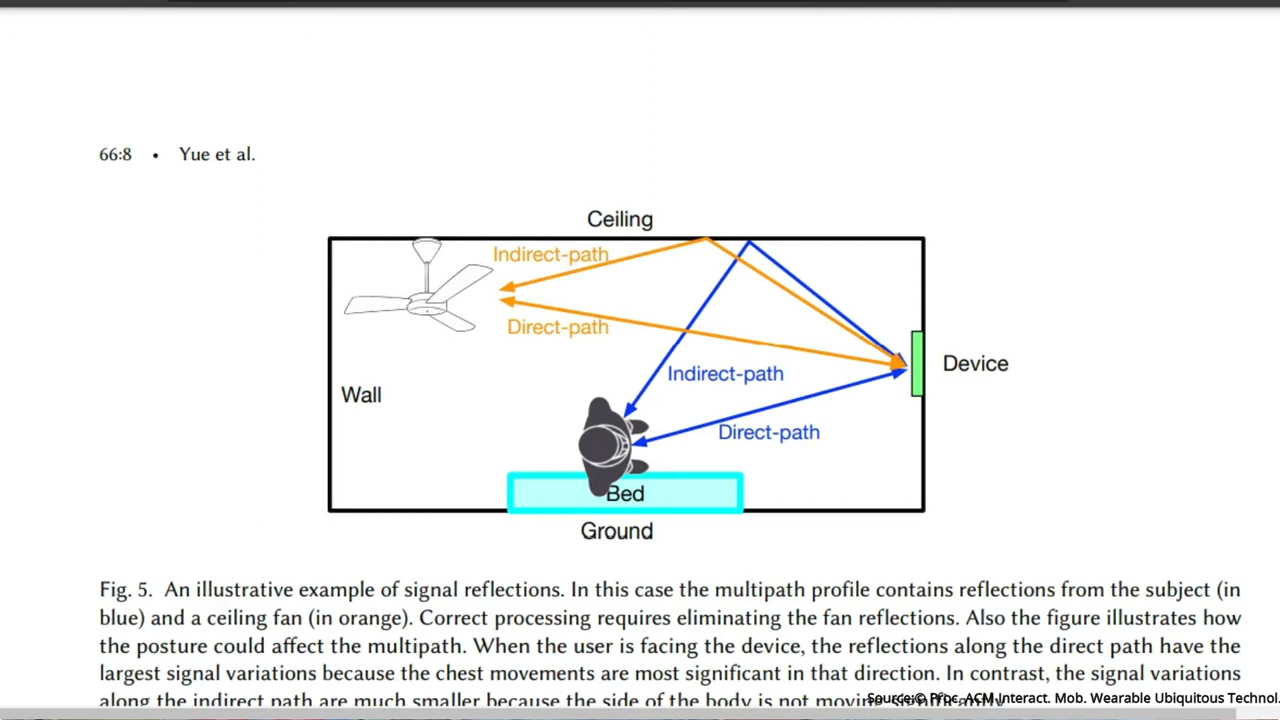 66:8 • Yue et al.
Ceiling
Indirect-path
Direct-path
Indirect-path
Device
Wall
Direct-path
Bed
Ground
Fig. 5. An illustrative example of signal reflections. In this case the multipath profile contains reflections from the subject (in
blue) and a ceiling fan (in orange). Correct processing requires eliminating the fan reflections. Also the figure illustrates how
the posture could affect the multipath. When the user is facing the device, the reflections along the direct path have the
largest signal variations because the chest movements are most significant in that direction. In contrast, the signal variations
along the indirect path are much smaller because the side of the body is not moving
Source:© Proc. ACM Interact. Mob. Wearable Ubiquitous Technol.